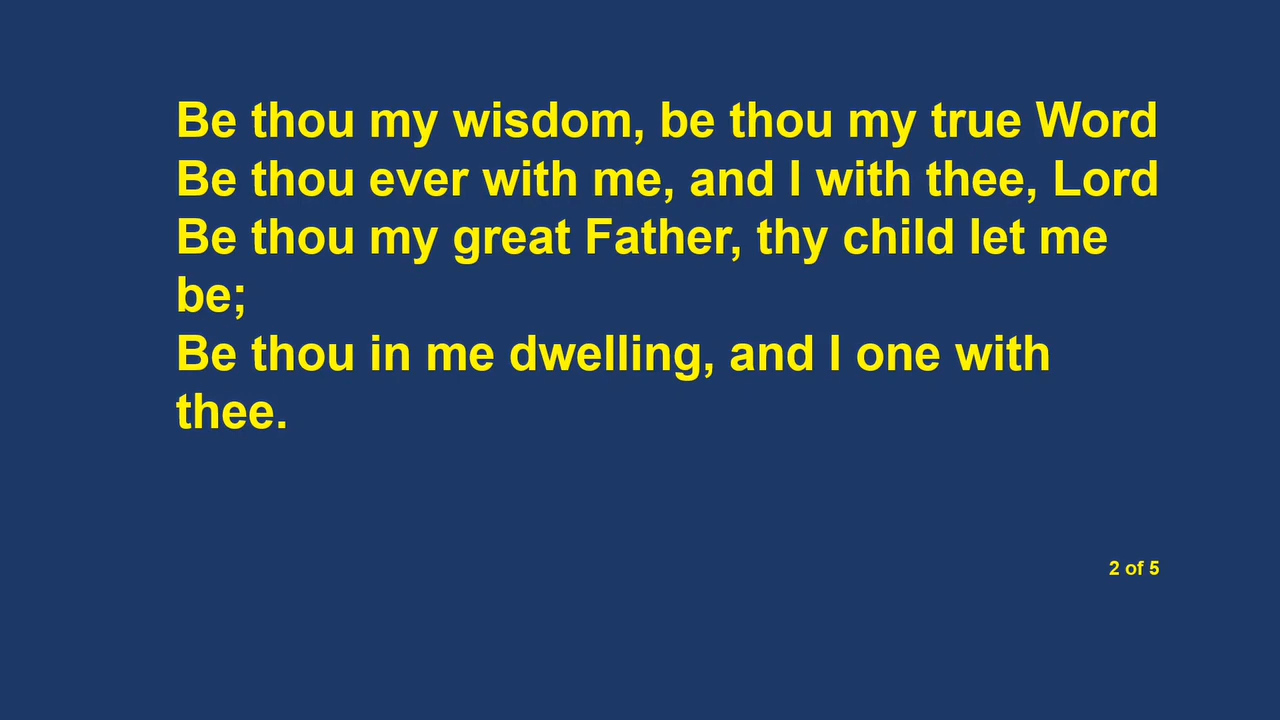 Be thou my wisdom, be thou my true Word
Be thou ever with me, and I with thee, Lord
Be thou my great Father, thy child let me
be;
Be thou in me dwelling, and I one with
thee.
2 of 5